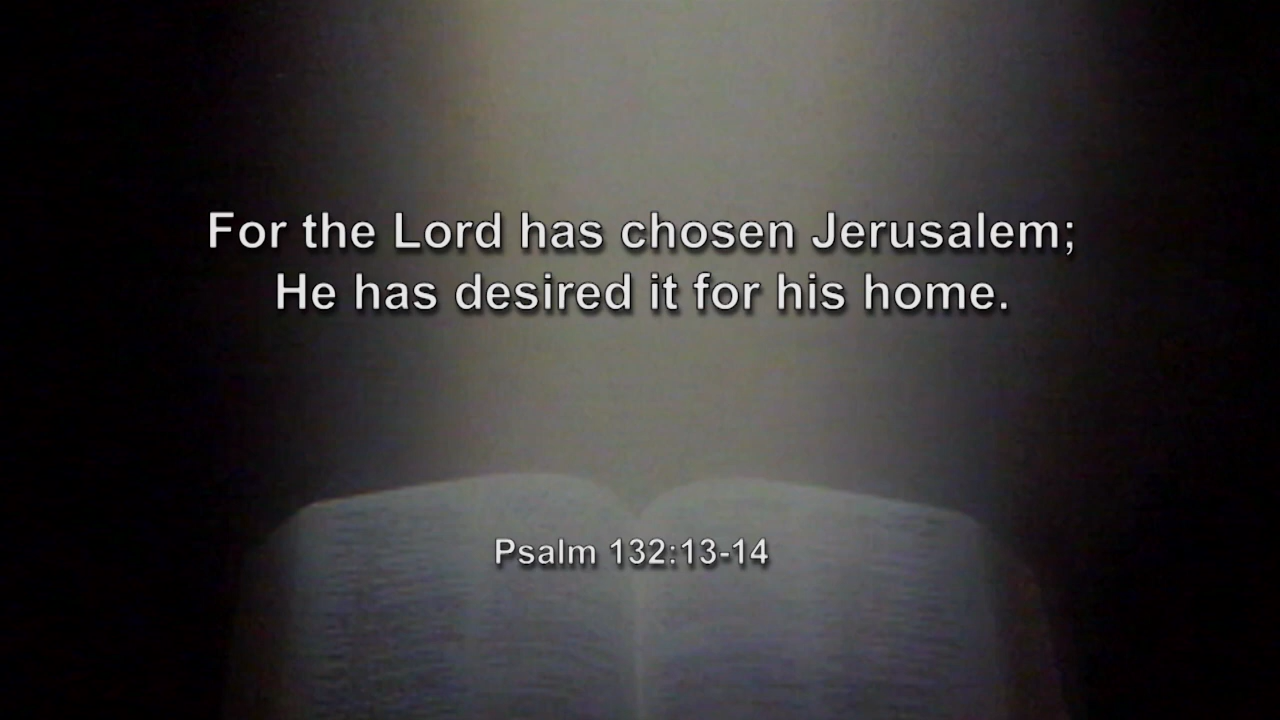 For the Lord has chosen Jerusalem;
He has desired it for his home.
Psalm 132:13-14